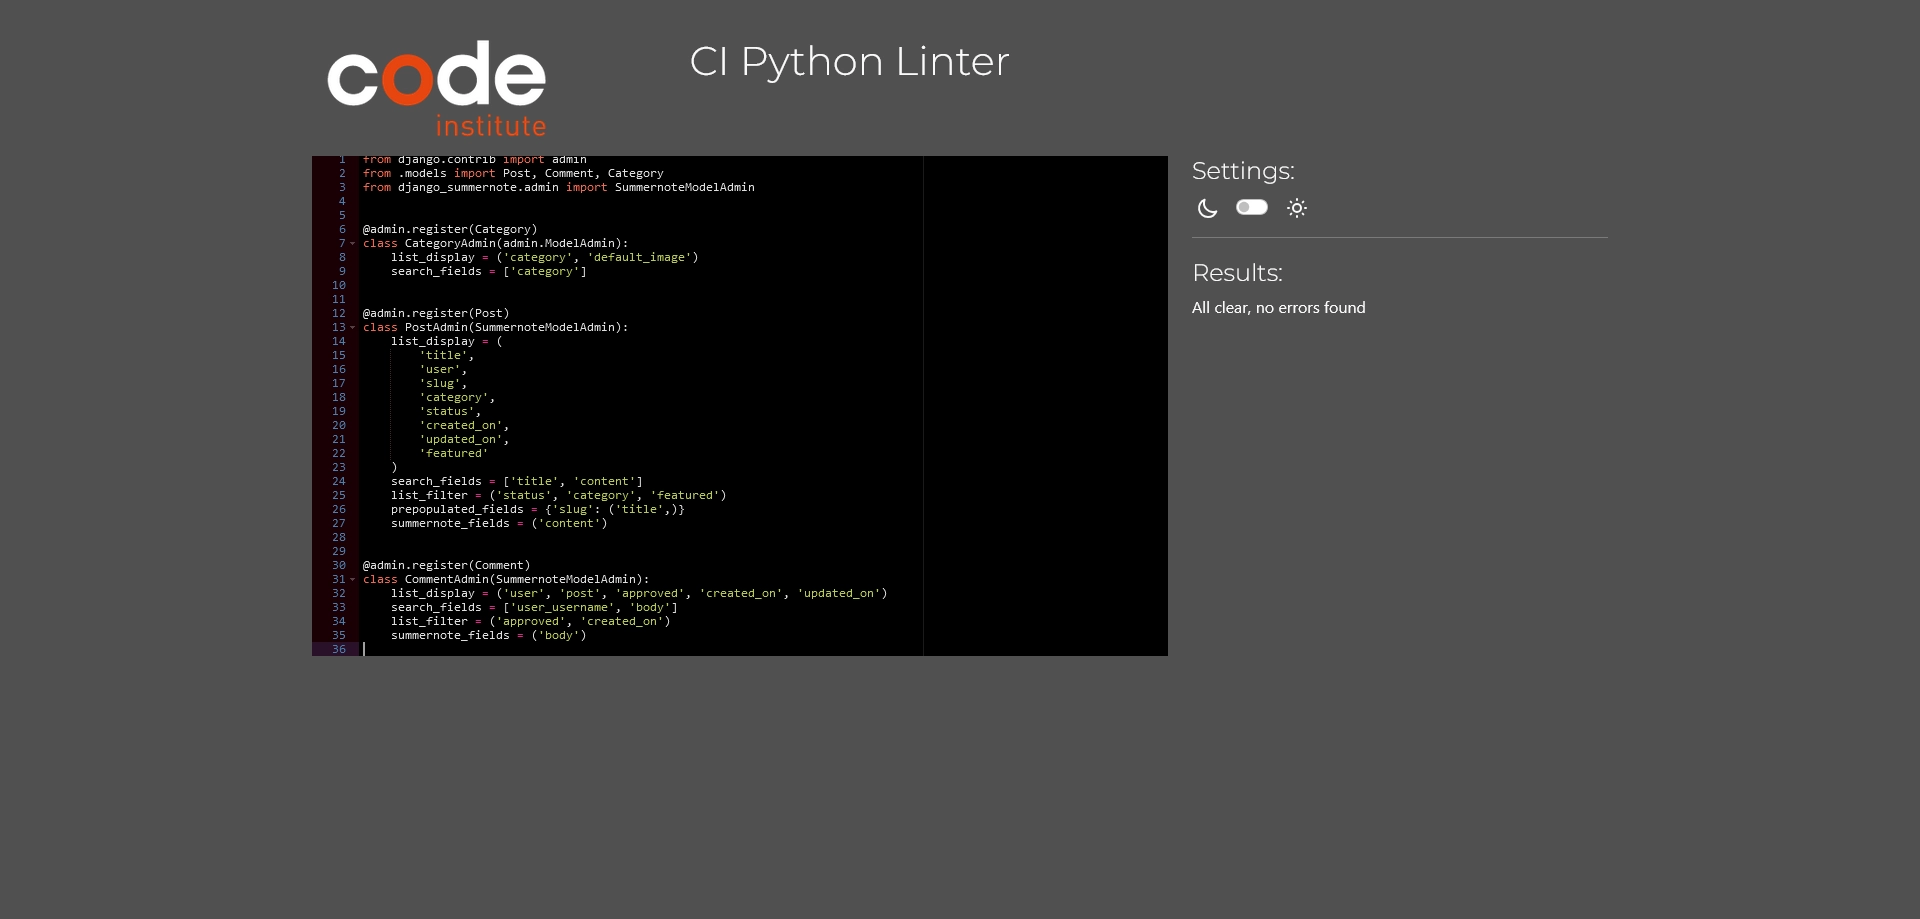 code
institute
CI Python Linter
1 from django.contrib import admin
2 from .models import Post, Comment, Category
3 from django_summernote.admin import SummernoteModelAdmin
4
5
6 @admin.register(Category)
7 class CategoryAdmin(admin.ModelAdmin):
8     list_display = ('category', 'default_image')
9     search_fields = ['category']
10
11
12 @admin.register(Post)
13 class PostAdmin(SummernoteModelAdmin):
14     list_display = (
15         'title',
16         'user',
17         'slug',
18         'category',
19         'status',
20         'created_on',
21         'updated_on',
22         'featured'
23     )
24     search_fields = ['title', 'content']
25     list_filter = ('status', 'category', 'featured')
26     prepopulated_fields = {'slug': ('title',)}
27     summernote_fields = ('content')
28
29
30 @admin.register(Comment)
31 class CommentAdmin(SummernoteModelAdmin):
32     list_display = ('user', 'post', 'approved', 'created_on', 'updated_on')
33     search_fields = ['user_username', 'body']
34     list_filter = ('approved', 'created_on')
35     summernote_fields = ('body')
36
Settings:
Results:
All clear, no errors found